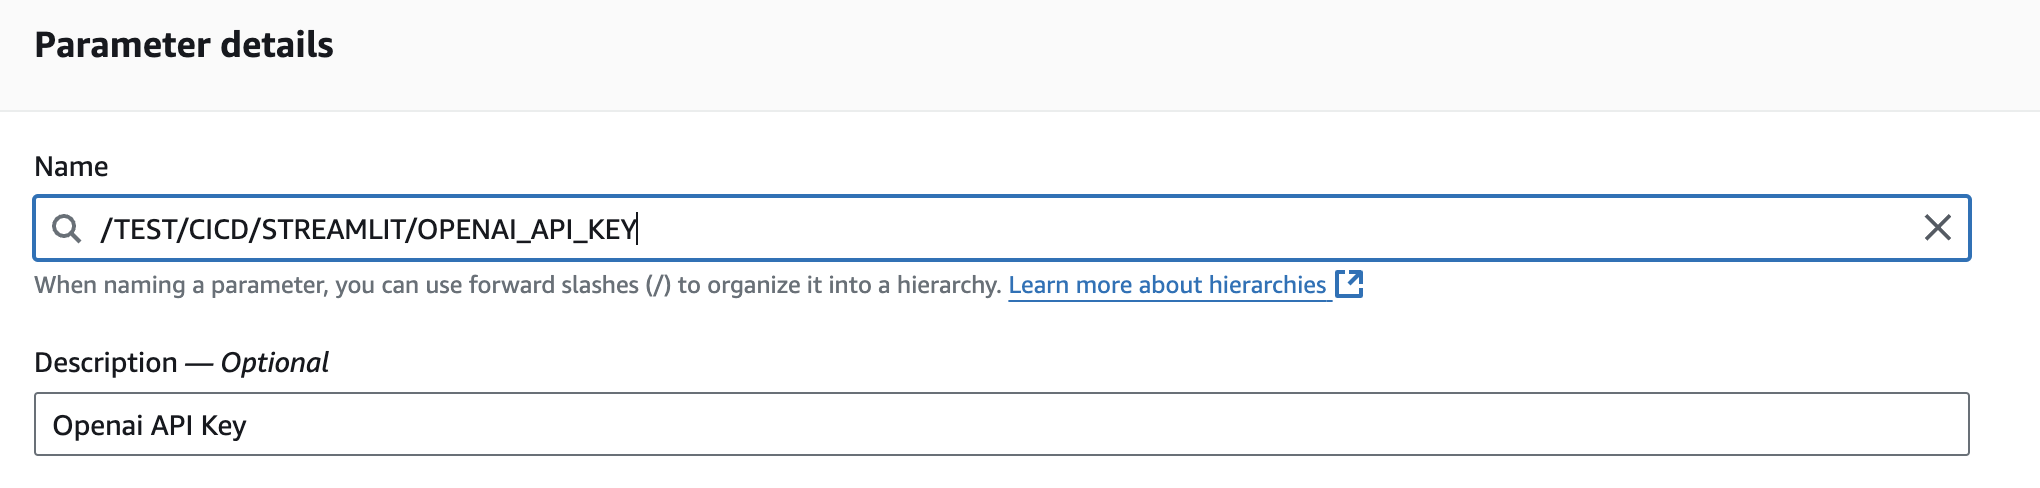 Parameter details
Name
/TEST/CICD/STREAMLIT/OPENAI_API_KEY
When naming a parameter, you can use forward slashes (/) to organize it into a hierarchy. Learn more about hierarchies
Description — Optional
Openai API Key